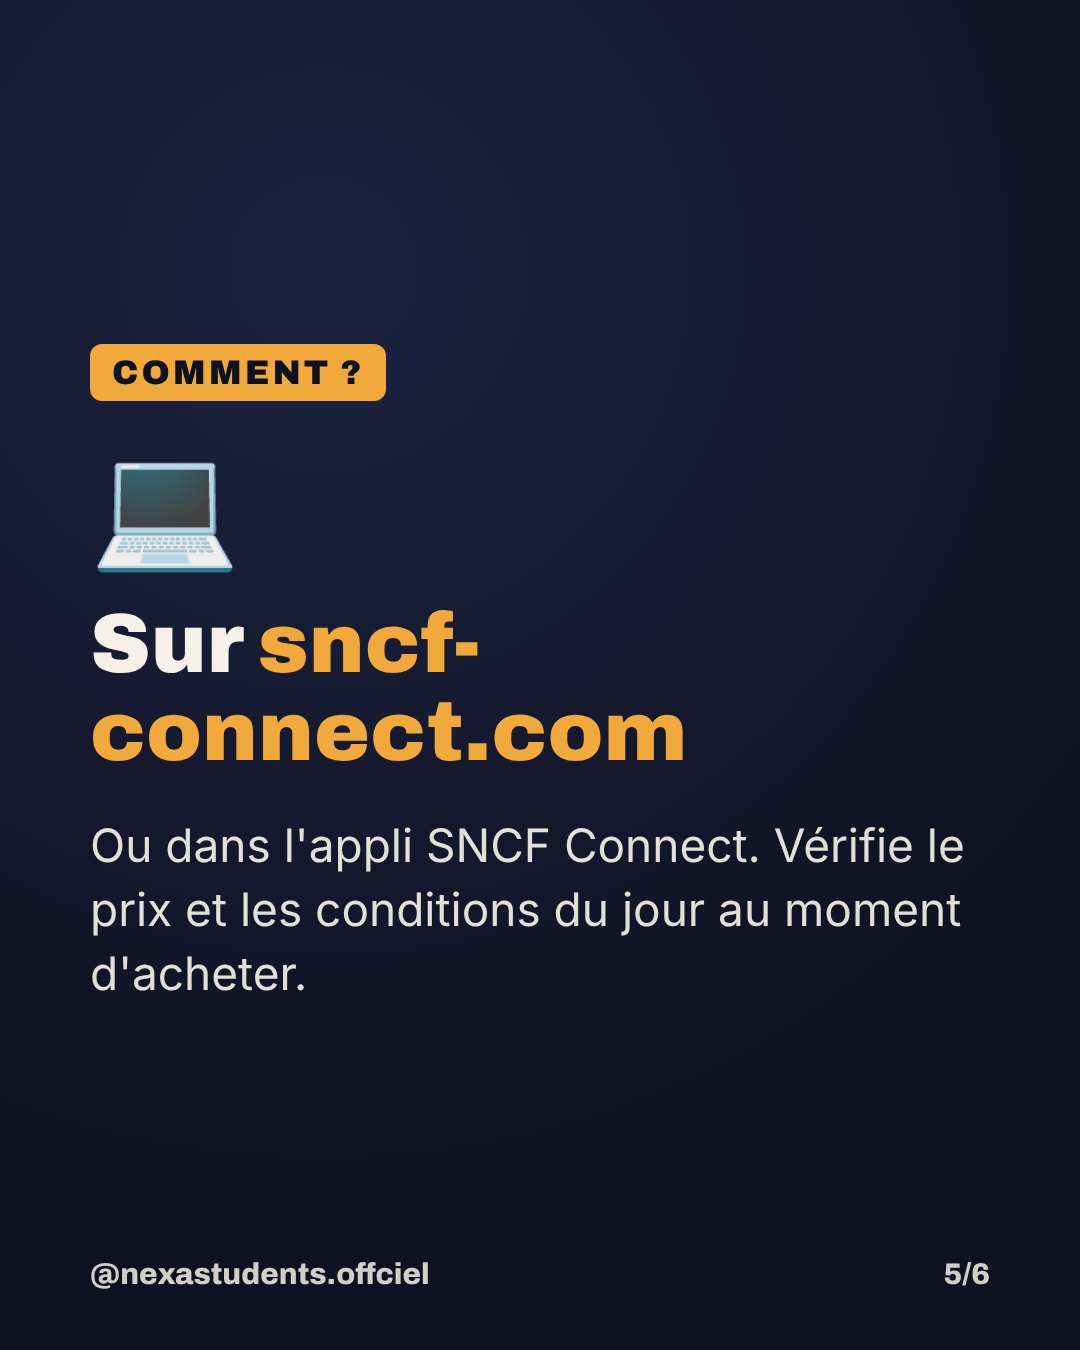 COMMENT ?
Sur sncf-
connect.com
Ou dans l'appli SNCF Connect. Vérifie le
prix et les conditions du jour au moment
d'acheter.
@nexastudents.offciel
5/6